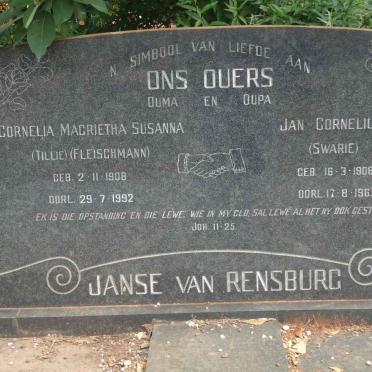 'N SIMBOOL VAN LIEFDE AAN
ONS OUERS
OUMA EN OUPA
CORNELIA MAGRIETHA SUSANNA
(TILLIE) (FLEISCHMANN)
GEB. 2-11-1908
OORL. 29-7-1992
JAN CORNELIU
(SWARIE)
GEB. 16-3-1908
OORL. 17-8-196
EK IS DIE OPSTANDING EN DIE LEWE. WIE IN MY GLO, SAL LEWE AL HET HY OOK GEST
JOH. 11-25
JANSE VAN RENSBURG